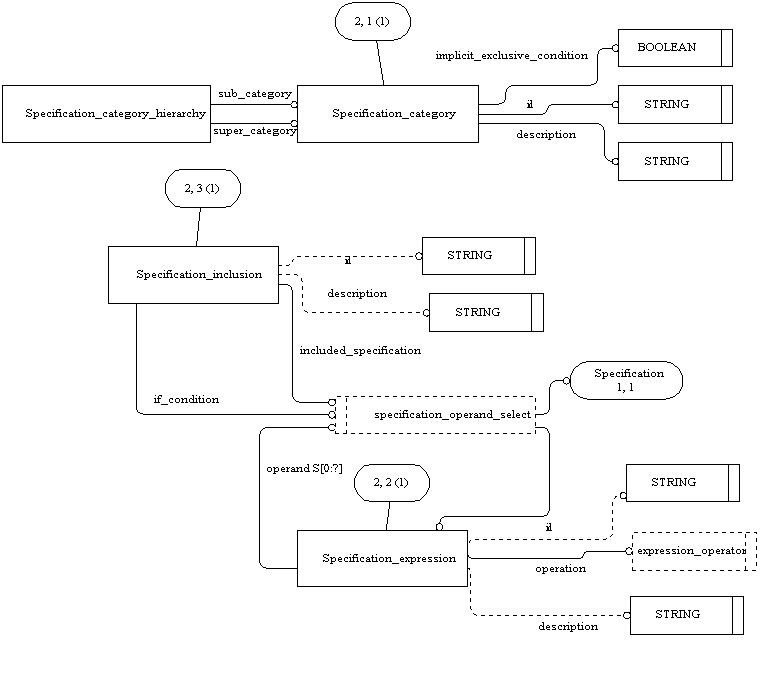 2, 1 (1)
implicit_exclusive_condition
BOOLEAN
sub_category
Specification_category_hierarchy
Specification_category
id
STRING
super_category
description
STRING
2, 3 (1)
Specification_inclusion
id
STRING
description
STRING
included_specification
Specification
1, 1
if_condition
specification_operand_select
operand S[0:?]
2, 2 (1)
STRING
id
Specification_expression
expression_operator
operation
STRING
description